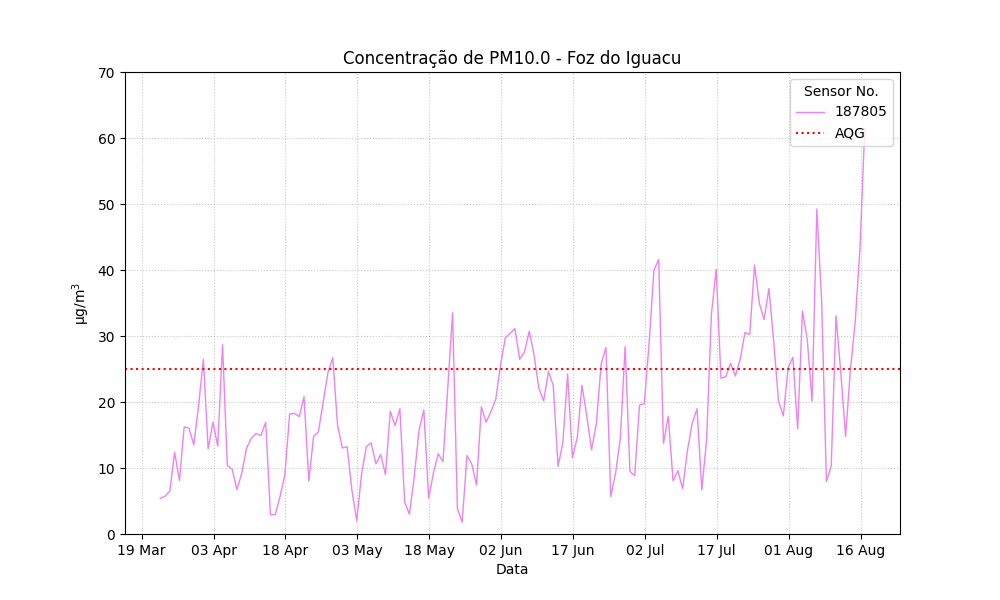 Concentração de PM10.0 - Foz do Iguacu
70
60
50
40
30
20
10
0
µg/m³
Sensor No.
187805
AQG
19 Mar 03 Apr 18 Apr 03 May 18 May 02 Jun 17 Jun 02 Jul 17 Jul 01 Aug 16 Aug
Data